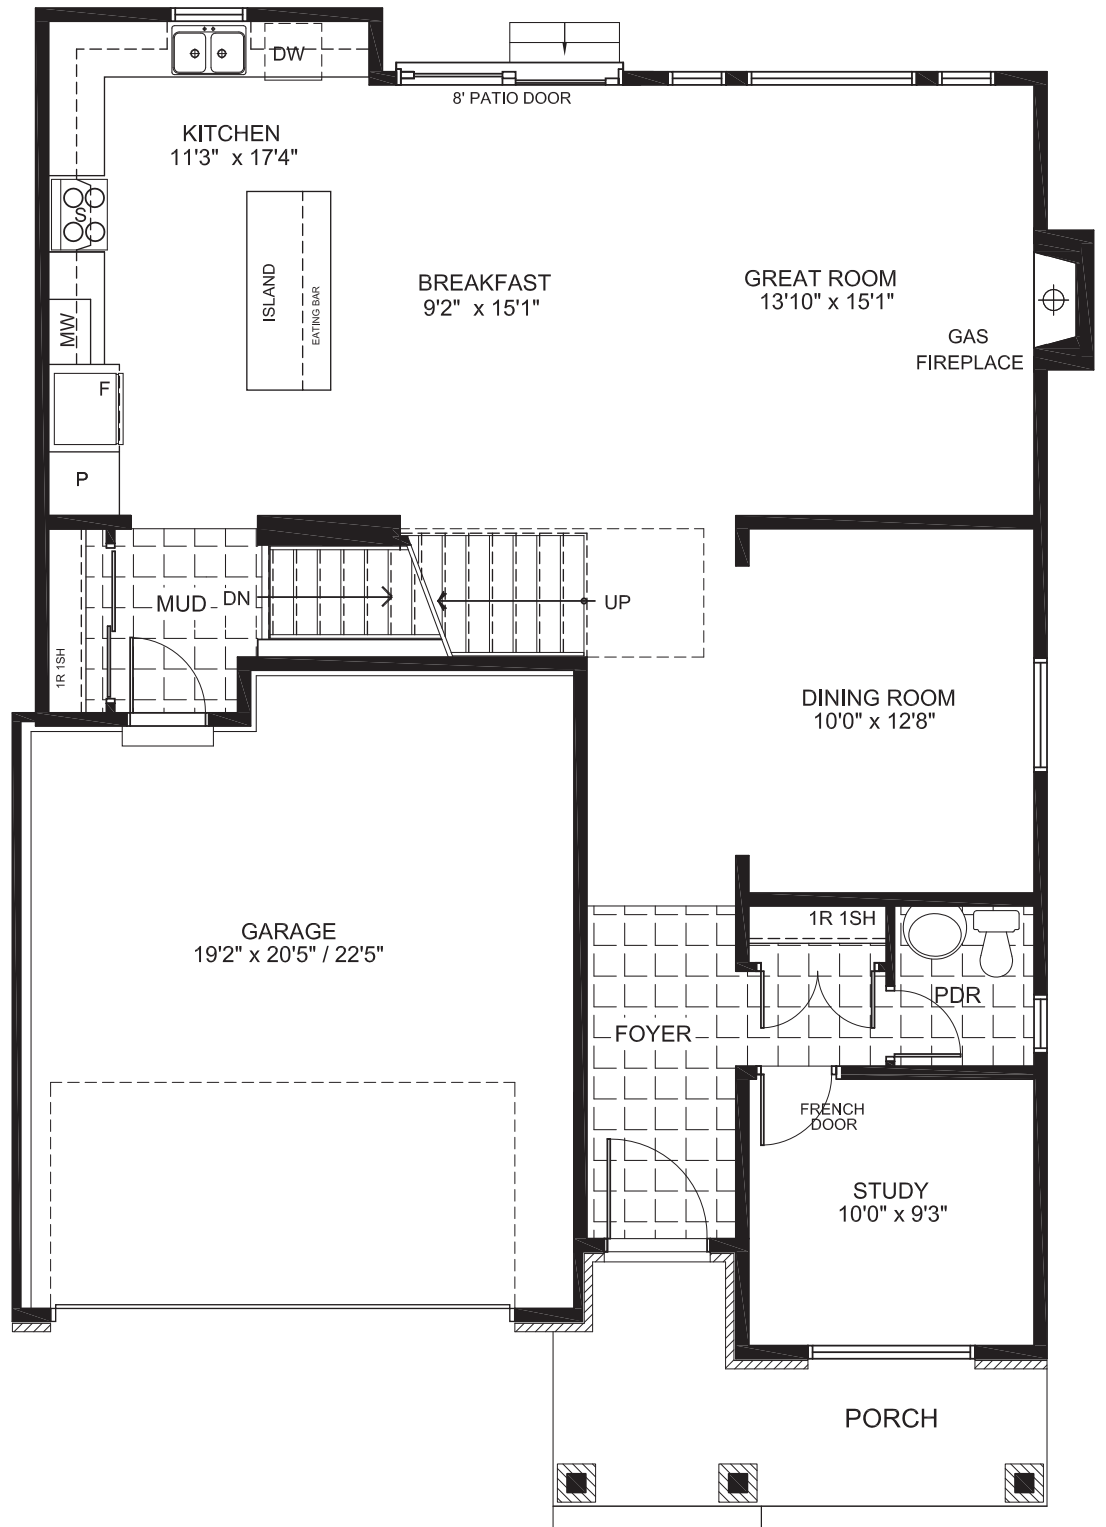 DW
8' PATIO DOOR
KITCHEN
11'3" x 17'4"
S
ISLAND
EATING BAR
BREAKFAST
9'2" x 15'1"
GREAT ROOM
13'10" x 15'1"
GAS
FIREPLACE
MW
F
P
MUD
DN
UP
1R 1SH
DINING ROOM
10'0" x 12'8"
GARAGE
19'2" x 20'5" / 22'5"
1R 1SH
PDR
FOYER
FRENCH
DOOR
STUDY
10'0" x 9'3"
PORCH